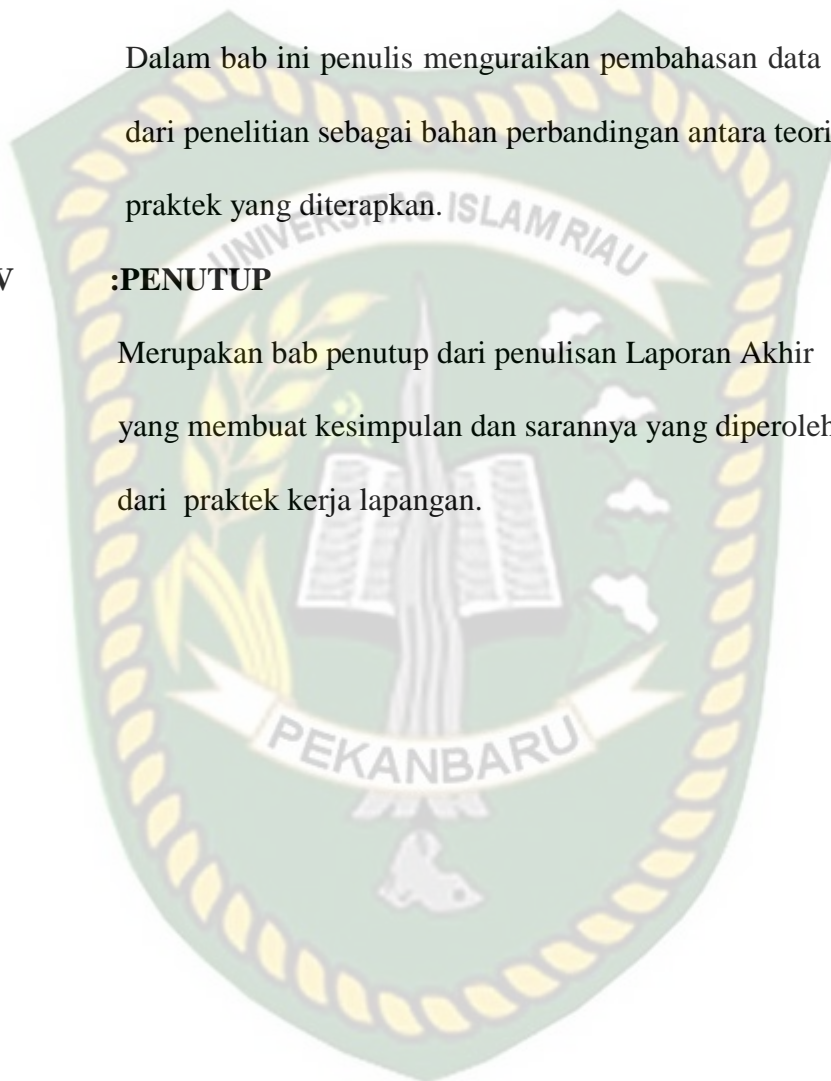 Dalam bab ini penulis menguraikan pembahasan data
dari penelitian sebagai bahan perbandingan antara teori
praktek yang diterapkan.
UNIVERSITAS ISLAM RIAU
V :PENUTUP
Merupakan bab penutup dari penulisan Laporan Akhir
yang membuat kesimpulan dan sarannya yang diperoleh
dari praktek kerja lapangan.
PEKANBARU